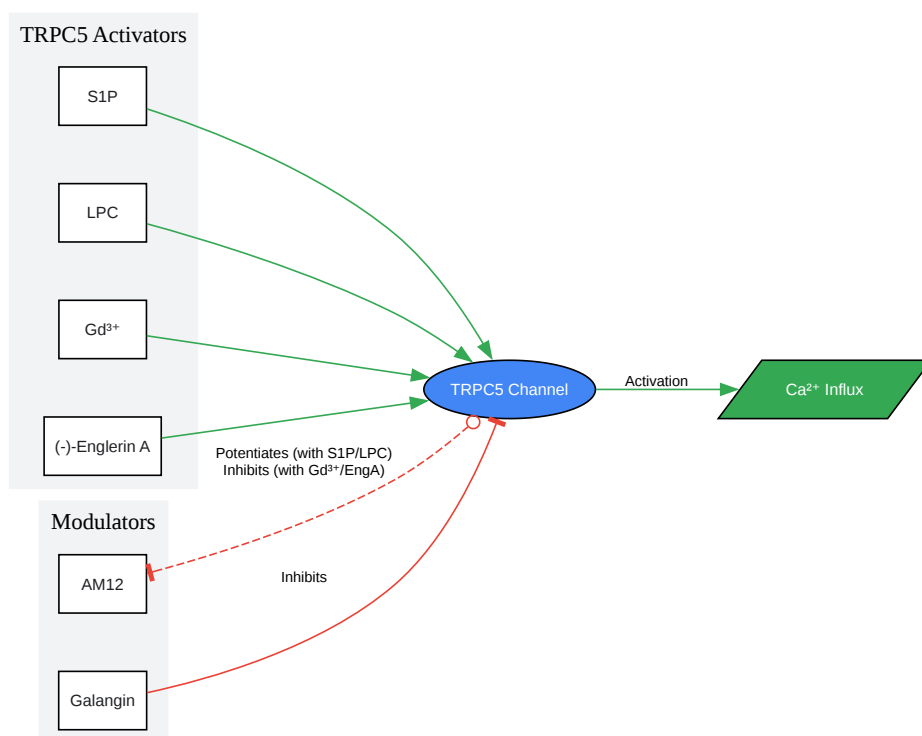 TRPC5 Activators
S1P
LPC
Gd³⁺
(-)-Englerin A
TRPC5 Channel
Activation
Ca²⁺ Influx
Potentiates (with S1P/LPC)
Inhibits (with Gd³⁺/EngA)
Modulators
AM12
Inhibits
Galangin